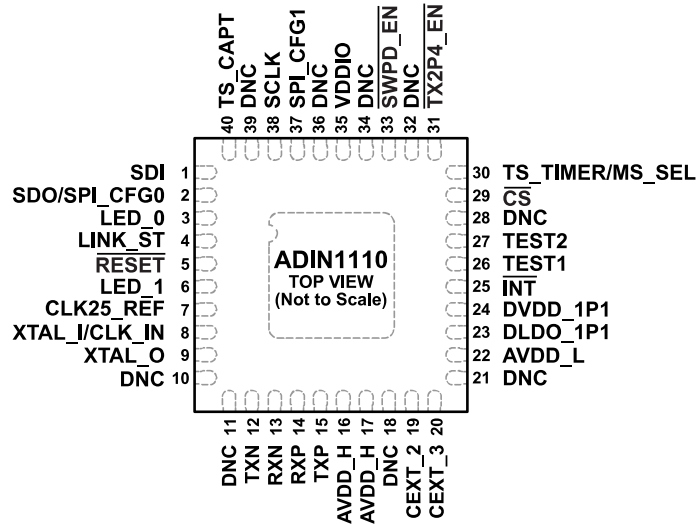 40 TS_CAPT
39 DNC
38 SCLK
37 SPI_CFG1
36 DNC
35 VDDIO
34 DNC
33 SWPD_EN
32 DNC
31 TX2P4_EN
SDI 1
SDO/SPI_CFG0 2
LED_0 3
LINK_ST 4
RESET 5
LED_1 6
CLK25_REF 7
XTAL_I/CLK_IN 8
XTAL_O 9
DNC 10
ADIN1110
TOP VIEW
(Not to Scale)
30 TS_TIMER/MS_SEL
29 CS
28 DNC
27 TEST2
26 TEST1
25 INT
24 DVDD_1P1
23 DLDO_1P1
22 AVDD_L
21 DNC
DNC 11
TXN 12
RXN 13
RXP 14
TXP 15
AVDD_H 16
AVDD_H 17
DNC 18
CEXT_2 19
CEXT_3 20